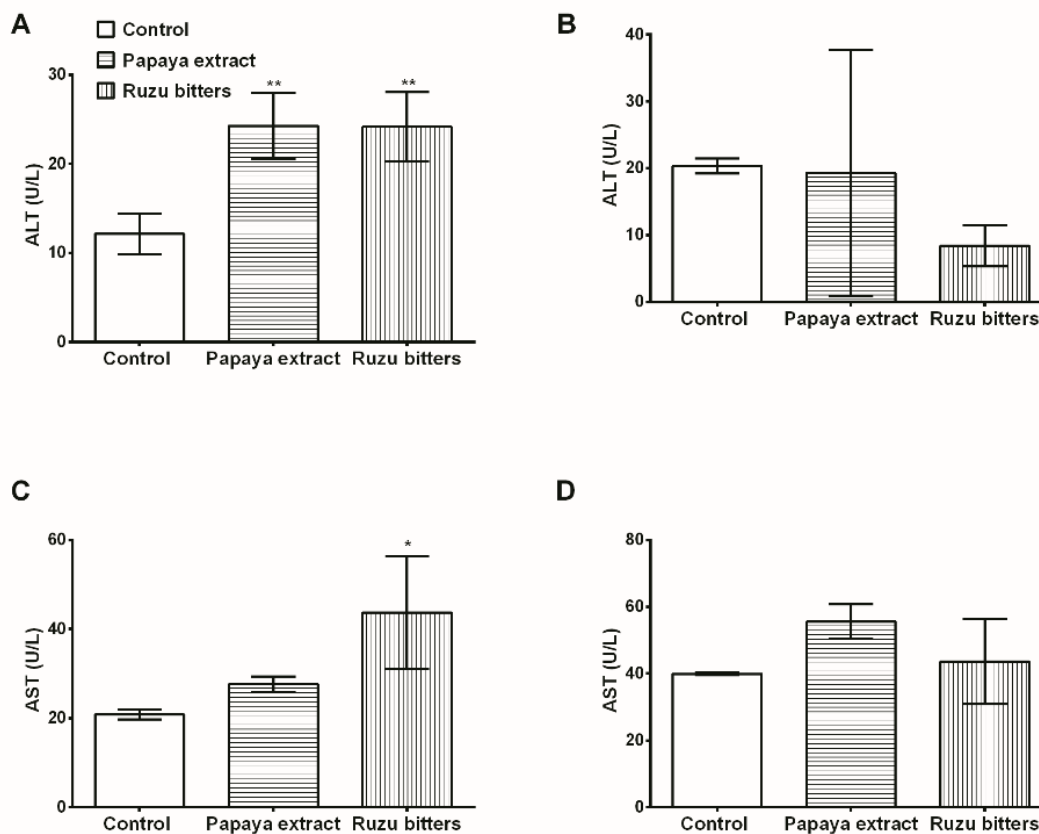 A
Control
Papaya extract
Ruzu bitters
ALT (U/L)
30
20
10
0
** **
Control Papaya extract Ruzu bitters
B
ALT (U/L)
40
30
20
10
0
Control Papaya extract Ruzu bitters
C
AST (U/L)
60
40
20
0
*
Control Papaya extract Ruzu bitters
D
AST (U/L)
80
60
40
20
0
Control Papaya extract Ruzu bitters